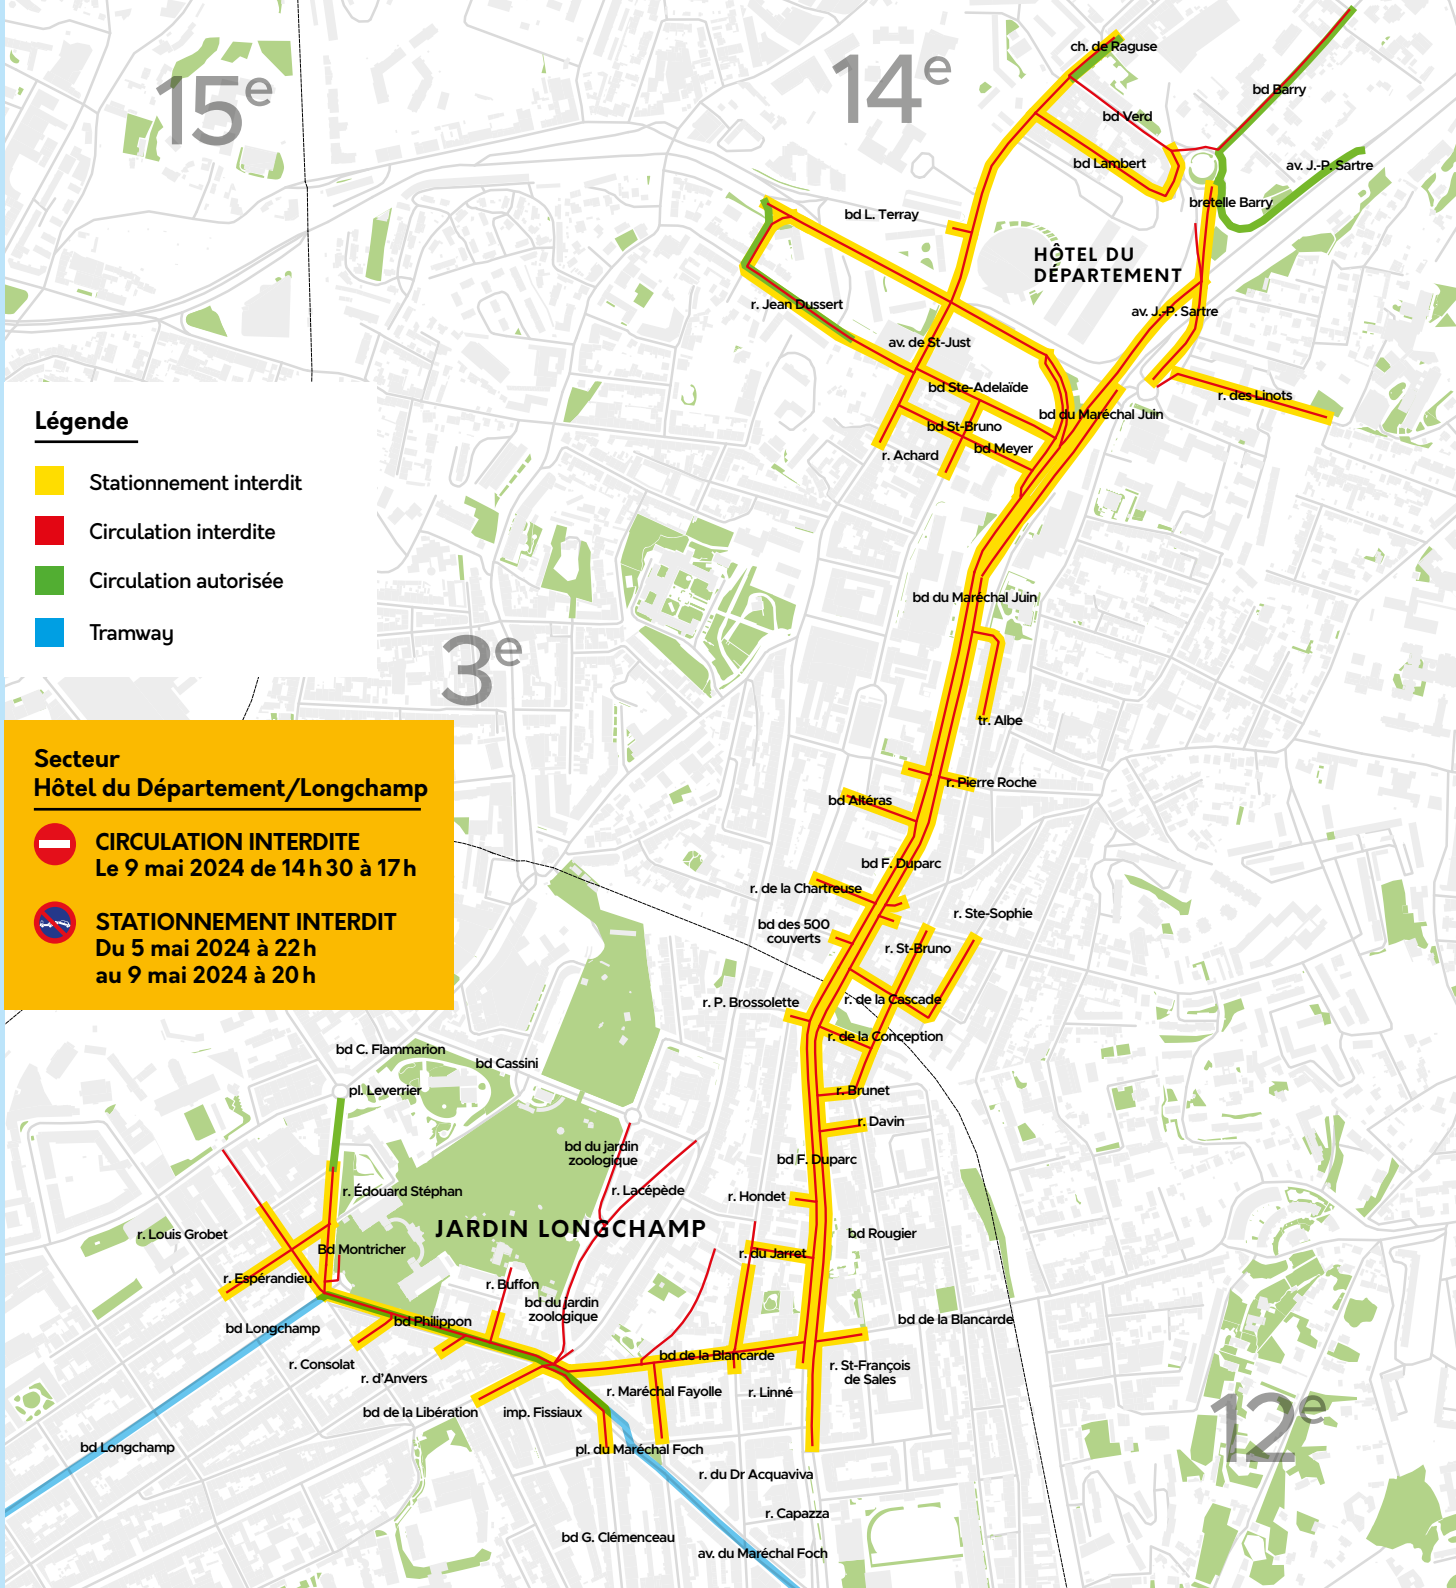 15e
14e
ch. de Raguse
bd Barry
bd Verd
bd Lambert
av. J.-P. Sartre
bretelle Barry
bd L. Terray
HÔTEL DU
DÉPARTEMENT
r. Jean Dussert
av. J.-P. Sartre
av. de St-Just
bd Ste-Adelaïde
r. des Linots
bd du Maréchal Juin
bd St-Bruno
bd Meyer
r. Achard
Légende
Stationnement interdit
Circulation interdite
Circulation autorisée
Tramway
bd du Maréchal Juin
3e
tr. Albe
Secteur
Hôtel du Département/Longchamp
CIRCULATION INTERDITE
Le 9 mai 2024 de 14 h 30 à 17 h
STATIONNEMENT INTERDIT
Du 5 mai 2024 à 22 h
au 9 mai 2024 à 20 h
r. Pierre Roche
bd Altéras
bd F. Duparc
r. de la Chartreuse
r. Ste-Sophie
bd des 500
couverts
r. St-Bruno
r. P. Brossolette
r. de la Cascade
r. de la Conception
bd C. Flammarion
bd Cassini
pl. Leverrier
r. Brunet
r. Davin
bd du jardin
zoologique
bd F. Duparc
r. Édouard Stéphan
r. Lacépède
r. Hondet
JARDIN LONGCHAMP
r. Louis Grobet
bd Rougier
Bd Montricher
r. du Jarret
r. Espérandieu
r. Buffon
bd du jardin
zoologique
bd Longchamp
bd Philippon
bd de la Blancarde
bd de la Blancarde
r. Consolat
r. St-François
de Sales
r. d'Anvers
r. Maréchal Fayolle
r. Linné
bd de la Libération
imp. Fissiaux
12e
bd Longchamp
pl. du Maréchal Foch
r. du Dr Acquaviva
r. Capazza
bd G. Clémenceau
av. du Maréchal Foch